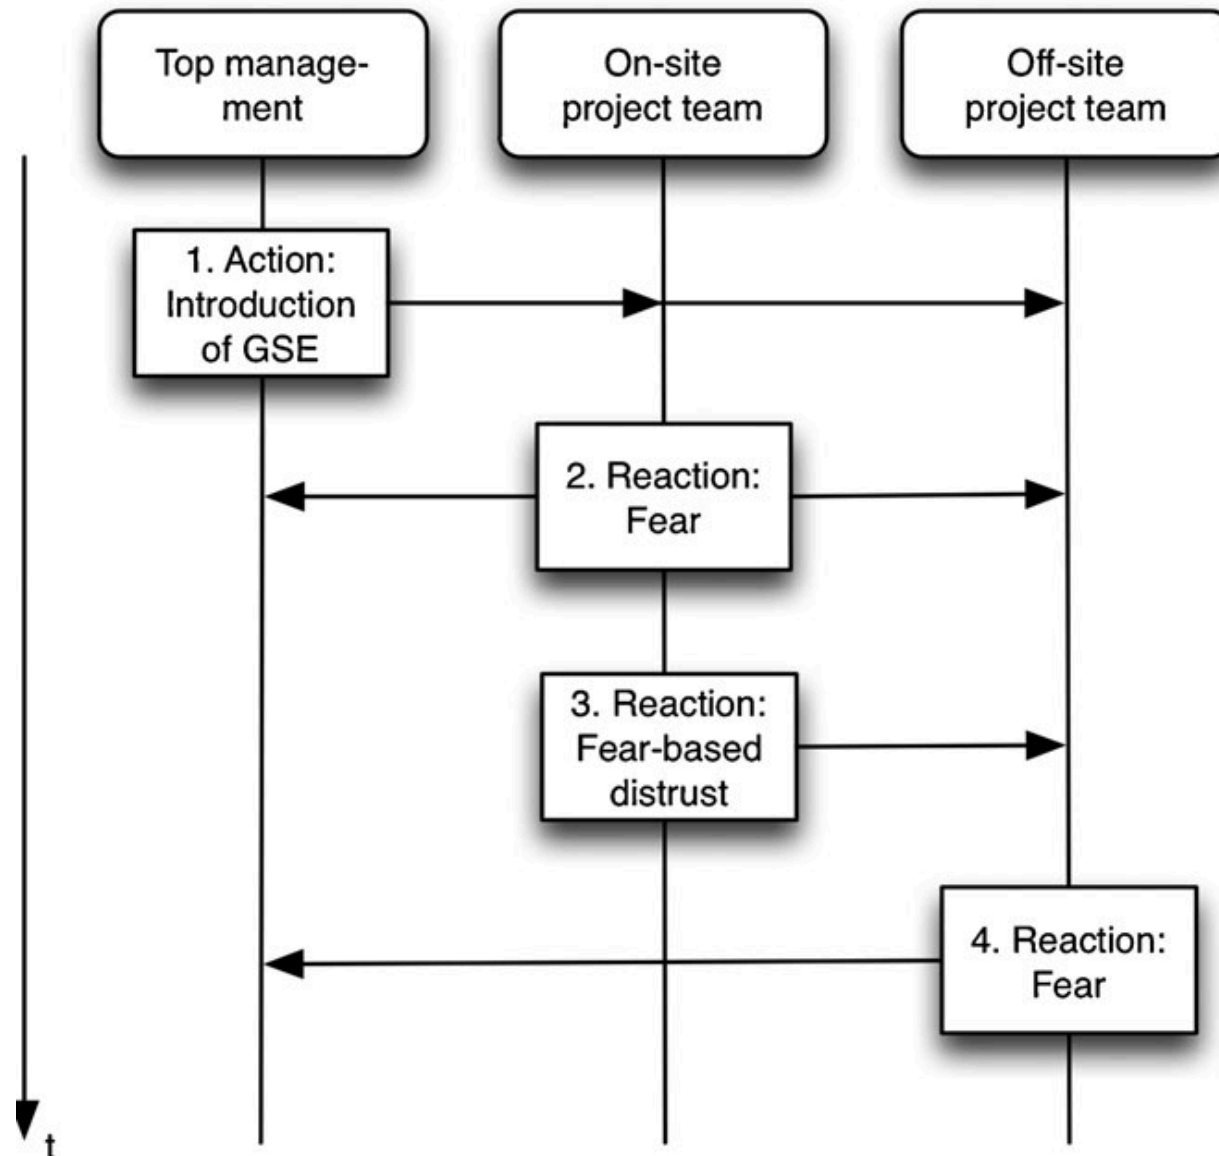 Top manage-
ment
On-site
project team
Off-site
project team
1. Action:
Introduction
of GSE
2. Reaction:
Fear
3. Reaction:
Fear-based
distrust
4. Reaction:
Fear
t